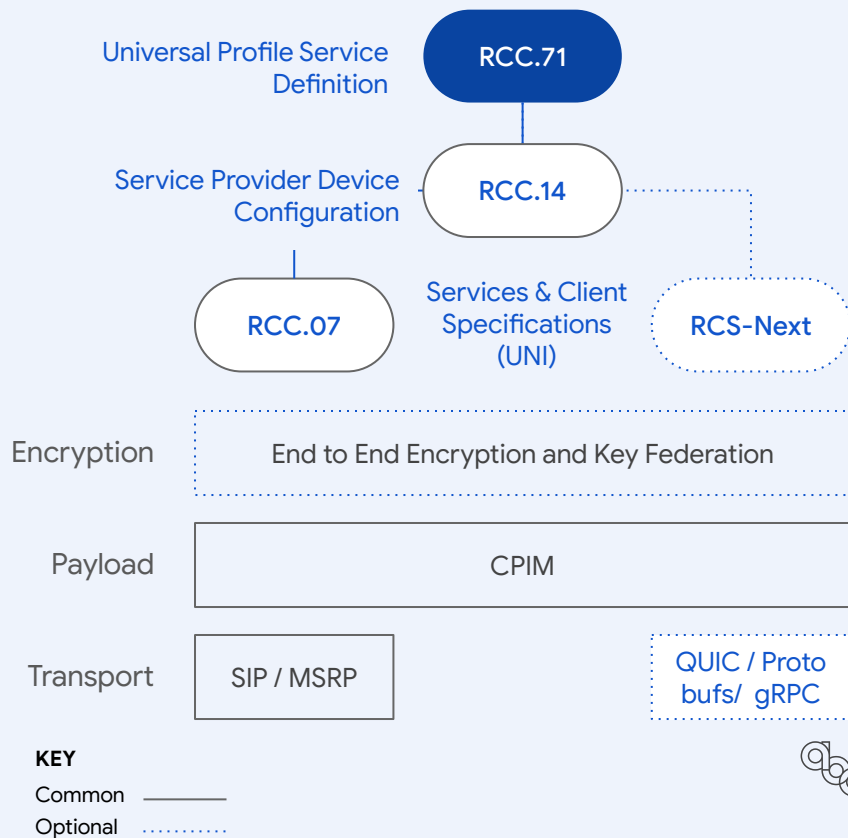 Universal Profile Service
Definition
RCC.71
Service Provider Device
Configuration
RCC.14
RCC.07
Services & Client
Specifications
(UNI)
RCS-Next
Encryption
End to End Encryption and Key Federation
Payload
CPIM
Transport
SIP / MSRP
QUIC / Proto
bufs/ gRPC
KEY
Common
Optional